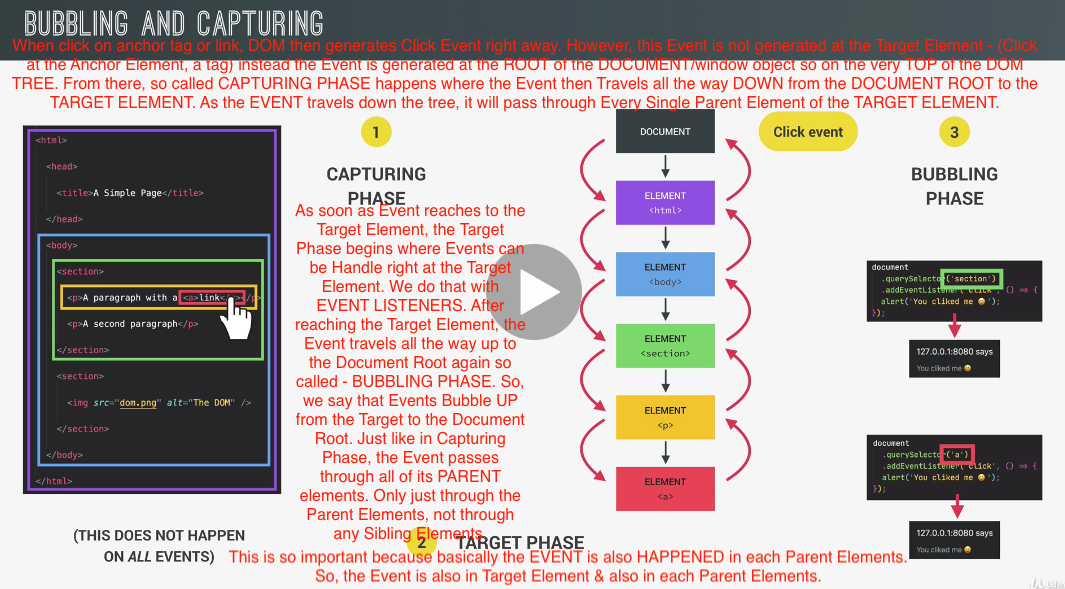 BUBBLING AND CAPTURING
When click on anchor tag or link, DOM then generates Click Event right away. However, this Event is not generated at the Target Element - (Click
at the Anchor Element, a tag) instead the Event is generated at the ROOT of the DOCUMENT/window object so on the very TOP of the DOM
TREE. From there, so called CAPTURING PHASE happens where the Event then Travels all the way DOWN from the DOCUMENT ROOT to the
TARGET ELEMENT. As the EVENT travels down the tree, it will pass through Every Single Parent Element of the TARGET ELEMENT.
<html>
<head>
<title>A Simple Page</title>
</head>
<body>
<section>
<p>A paragraph with a <a>link</a></p>
<p>A second paragraph</p>
</section>
<section>
<img src="dom.png" alt="The DOM" />
</section>
</body>
</html>
(THIS DOES NOT HAPPEN
ON ALL EVENTS)
1
CAPTURING
PHASE
As soon as Event reaches to the
Target Element, the Target
Phase begins where Events can
be Handle right at the Target
Element. We do that with
EVENT LISTENERS. After
reaching the Target Element, the
Event travels all the way up to
the Document Root again so
called - BUBBLING PHASE. So,
we say that Events Bubble UP
from the Target to the Document
Root. Just like in Capturing
Phase, the Event passes
through all of its PARENT
elements. Only just through the
Parent Elements, not through
any Sibling Elements.
2
TARGET PHASE
This is so important because basically the EVENT is also HAPPENED in each Parent Elements.
So, the Event is also in Target Element & also in each Parent Elements.
DOCUMENT
ELEMENT
<html>
ELEMENT
<body>
ELEMENT
<section>
ELEMENT
<p>
ELEMENT
<a>
Click event
3
BUBBLING
PHASE
document
.querySelector('section')
.addEventListener('click', () => {
alert('You cliked me 😀');
});
127.0.0.1:8080 says
You cliked me 😀
document
.querySelector('a')
.addEventListener('click', () => {
alert('You cliked me 😀');
});
127.0.0.1:8080 says
You cliked me 😀